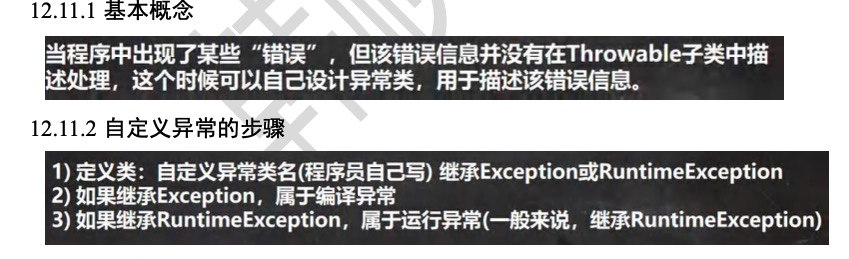 12.11.1 基本概念
当程序中出现了某些“错误”，但该错误信息并没有在Throwable子类中描
述处理，这个时候可以自己设计异常类，用于描述该错误信息。
12.11.2 自定义异常的步骤
1) 定义类：自定义异常类名(程序员自己写) 继承Exception或RuntimeException
2) 如果继承Exception，属于编译异常
3) 如果继承RuntimeException，属于运行异常(一般来说，继承RuntimeException)